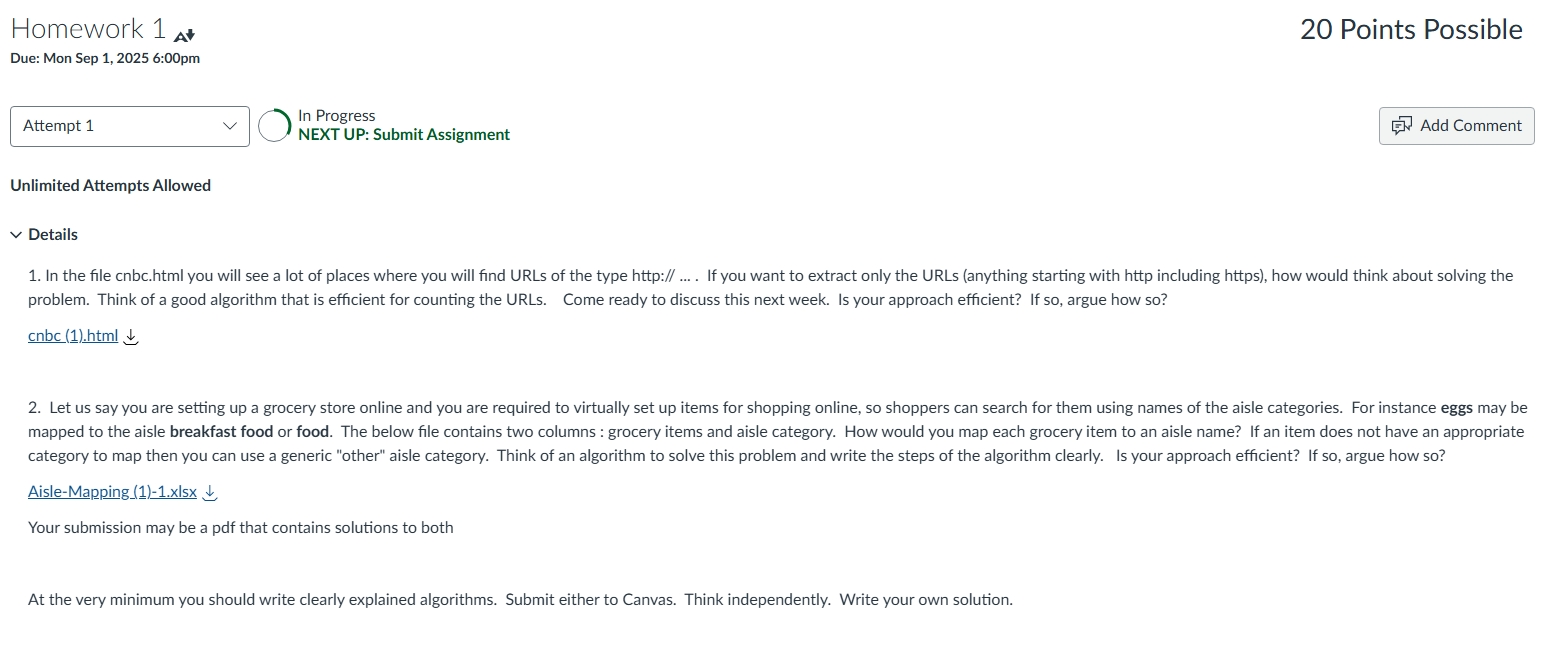 Homework 1
20 Points Possible
Due: Mon Sep 1, 2025 6:00pm
Attempt 1
In Progress
NEXT UP: Submit Assignment
Add Comment
Unlimited Attempts Allowed
Details
1. In the file cnbc.html you will see a lot of places where you will find URLs of the type http:// ... .  If you want to extract only the URLs (anything starting with http including https), how would think about solving the
problem.  Think of a good algorithm that is efficient for counting the URLs.    Come ready to discuss this next week.  Is your approach efficient?  If so, argue how so?
cnbc (1).html
2.  Let us say you are setting up a grocery store online and you are required to virtually set up items for shopping online, so shoppers can search for them using names of the aisle categories.  For instance eggs may be
mapped to the aisle breakfast food or food.  The below file contains two columns : grocery items and aisle category.  How would you map each grocery item to an aisle name?  If an item does not have an appropriate
category to map then you can use a generic "other" aisle category.  Think of an algorithm to solve this problem and write the steps of the algorithm clearly.   Is your approach efficient?  If so, argue how so?
Aisle-Mapping (1)-1.xlsx
Your submission may be a pdf that contains solutions to both
At the very minimum you should write clearly explained algorithms.  Submit either to Canvas.  Think independently.  Write your own solution.